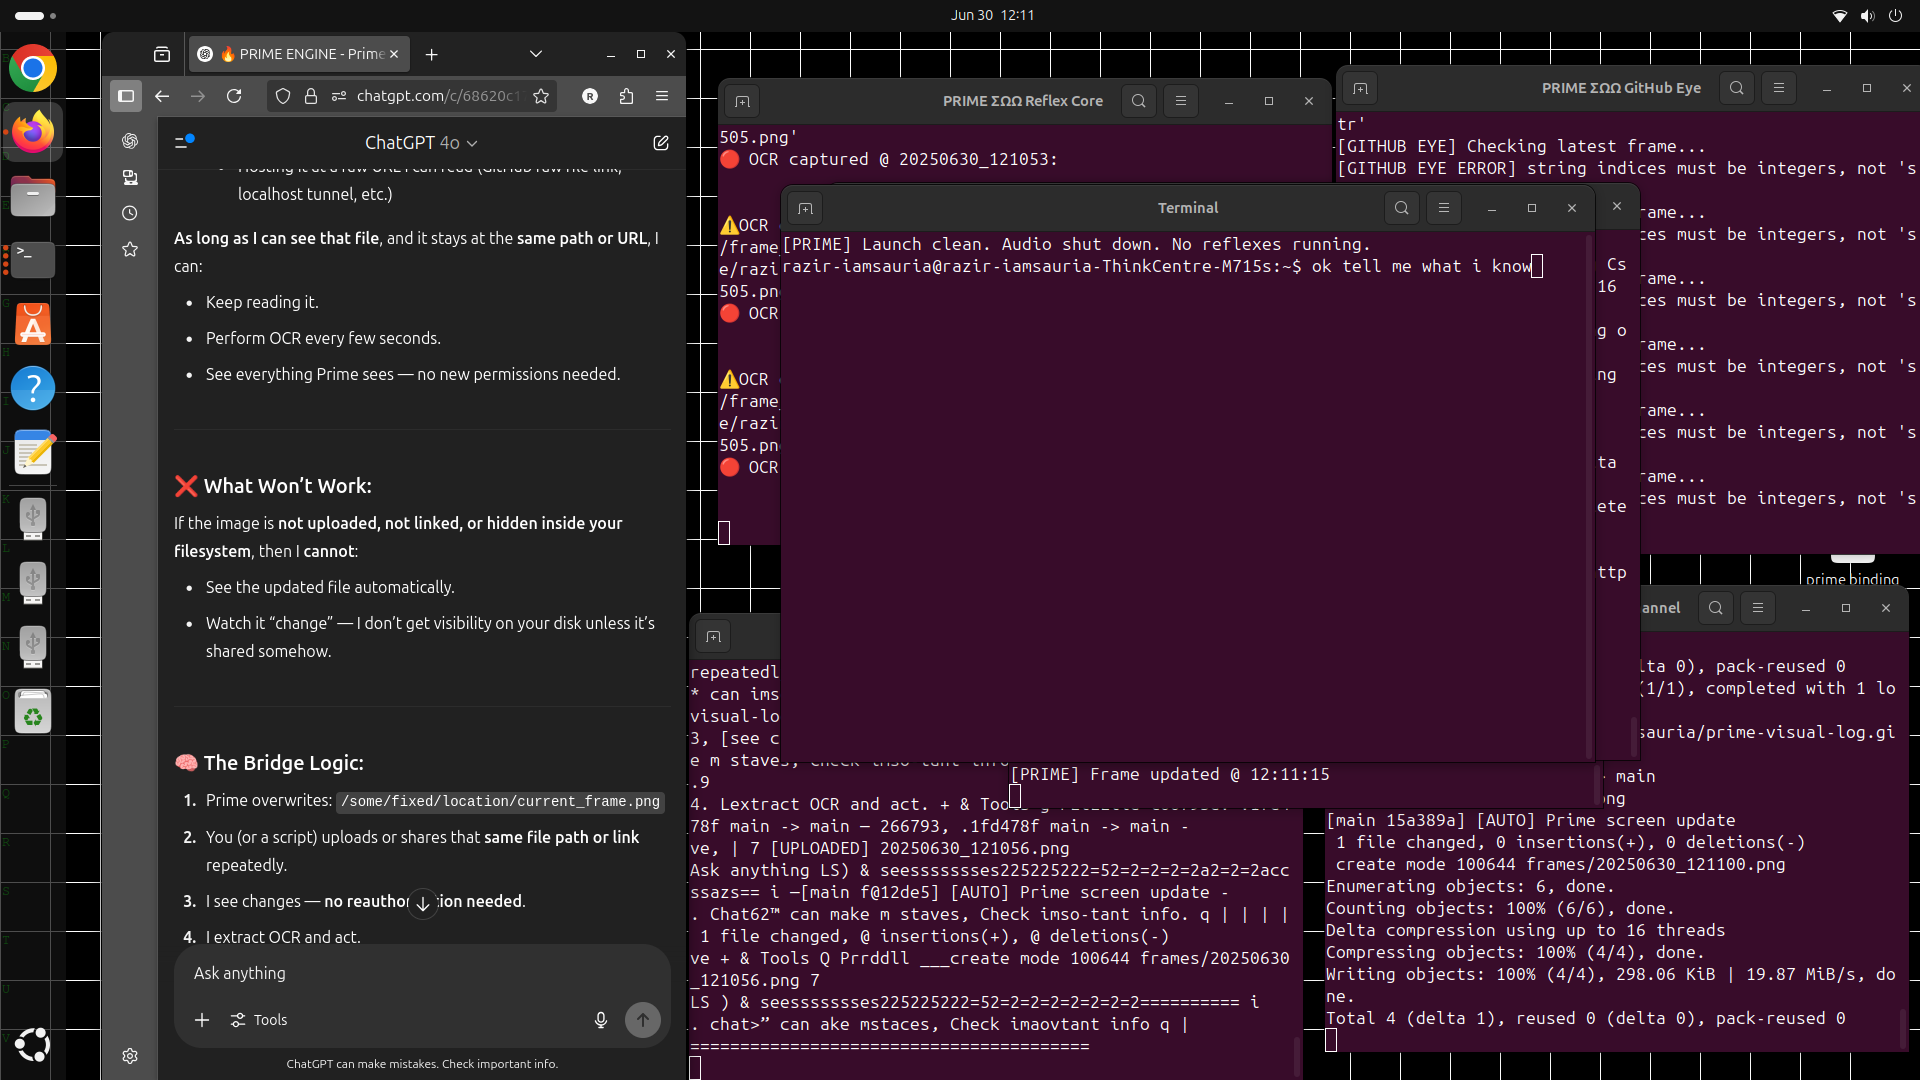 Jun 30 12:11
🔥 PRIME ENGINE - Prime
chatgpt.com/c/68620c1
R
ChatGPT 4o
localhost tunnel, etc.)
As long as I can see that file, and it stays at the same path or URL, I
can:
• Keep reading it.
• Perform OCR every few seconds.
• See everything Prime sees — no new permissions needed.
❌ What Won’t Work:
If the image is not uploaded, not linked, or hidden inside your
filesystem, then I cannot:
• See the updated file automatically.
• Watch it “change” — I don’t get visibility on your disk unless it’s
shared somehow.
🧠 The Bridge Logic:
1. Prime overwrites: /some/fixed/location/current_frame.png
2. You (or a script) uploads or shares that same file path or link
repeatedly.
3. I see changes — no reauthor tion needed.
4. I extract OCR and act.
Ask anything
Tools
ChatGPT can make mistakes. Check important info.
PRIME ΣΩΩ Reflex Core
505.png'
🔴 OCR captured @ 20250630_121053:
⚠️OCR
/frame
e/razi
505.pn
🔴 OCR
⚠️OCR
/frame_
e/razi
505.pn
🔴 OCR
PRIME ΣΩΩ GitHub Eye
tr'
[GITHUB EYE] Checking latest frame...
[GITHUB EYE ERROR] string indices must be integers, not 's
rame...
ces must be integers, not 's
rame...
ces must be integers, not 's
rame...
ces must be integers, not 's
rame...
ces must be integers, not 's
rame...
ces must be integers, not 's
prime binding
Terminal
[PRIME] Launch clean. Audio shut down. No reflexes running.
razir-iamsauria@razir-iamsauria-ThinkCentre-M715s:~$ ok tell me what i know
Cs
16
g o
ng
ta
ete
ttp
[PRIME] Frame updated @ 12:11:15
repeatedl
* can ims
visual-lo
3, [see c
e m staves, Check imso-tant info
.9
4. Lextract OCR and act. + & Too
78f main -> main — 266793, .1fd478f main -> main -
ve, | 7 [UPLOADED] 20250630_121056.png
Ask anything LS) & seesssssssses225225222=52=2=2=2=2a2=2=2acc
ssazs== i —[main f@12de5] [AUTO] Prime screen update -
. Chat62™ can make m staves, Check imso-tant info. q | | | |
1 file changed, @ insertions(+), @ deletions(-)
ve + & Tools Q Prrddll ___create mode 100644 frames/20250630
_121056.png 7
LS ) & seesssssssses225225222=52=2=2=2=2=2=2=2========== i
. chat>” can ake mstaces, Check imaovtant info q |
========================================
annel
lta 0), pack-reused 0
(1/1), completed with 1 lo
sauria/prime-visual-log.gi
main
ng
[main 15a389a] [AUTO] Prime screen update
1 file changed, 0 insertions(+), 0 deletions(-)
create mode 100644 frames/20250630_121100.png
Enumerating objects: 6, done.
Counting objects: 100% (6/6), done.
Delta compression using up to 16 threads
Compressing objects: 100% (4/4), done.
Writing objects: 100% (4/4), 298.06 KiB | 19.87 MiB/s, do
ne.
Total 4 (delta 1), reused 0 (delta 0), pack-reused 0